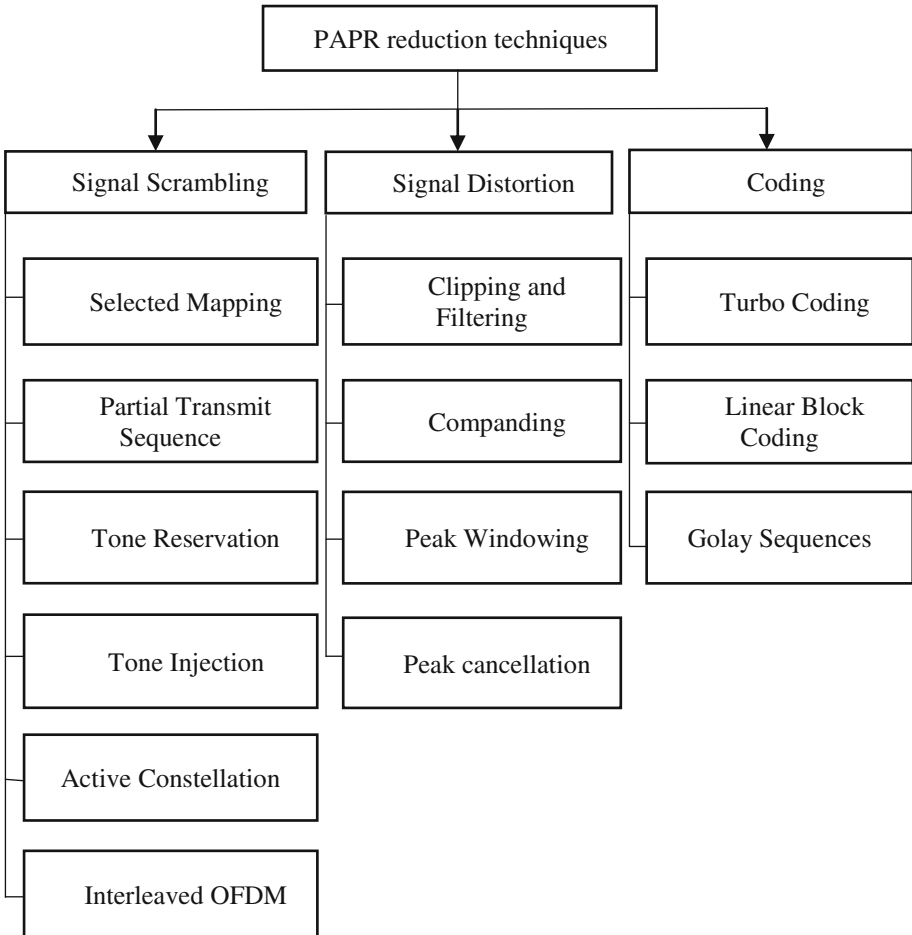 PAPR reduction techniques
Signal Scrambling
Selected Mapping
Partial Transmit
Sequence
Tone Reservation
Tone Injection
Active Constellation
Interleaved OFDM
Signal Distortion
Clipping and
Filtering
Companding
Peak Windowing
Peak cancellation
Coding
Turbo Coding
Linear Block
Coding
Golay Sequences